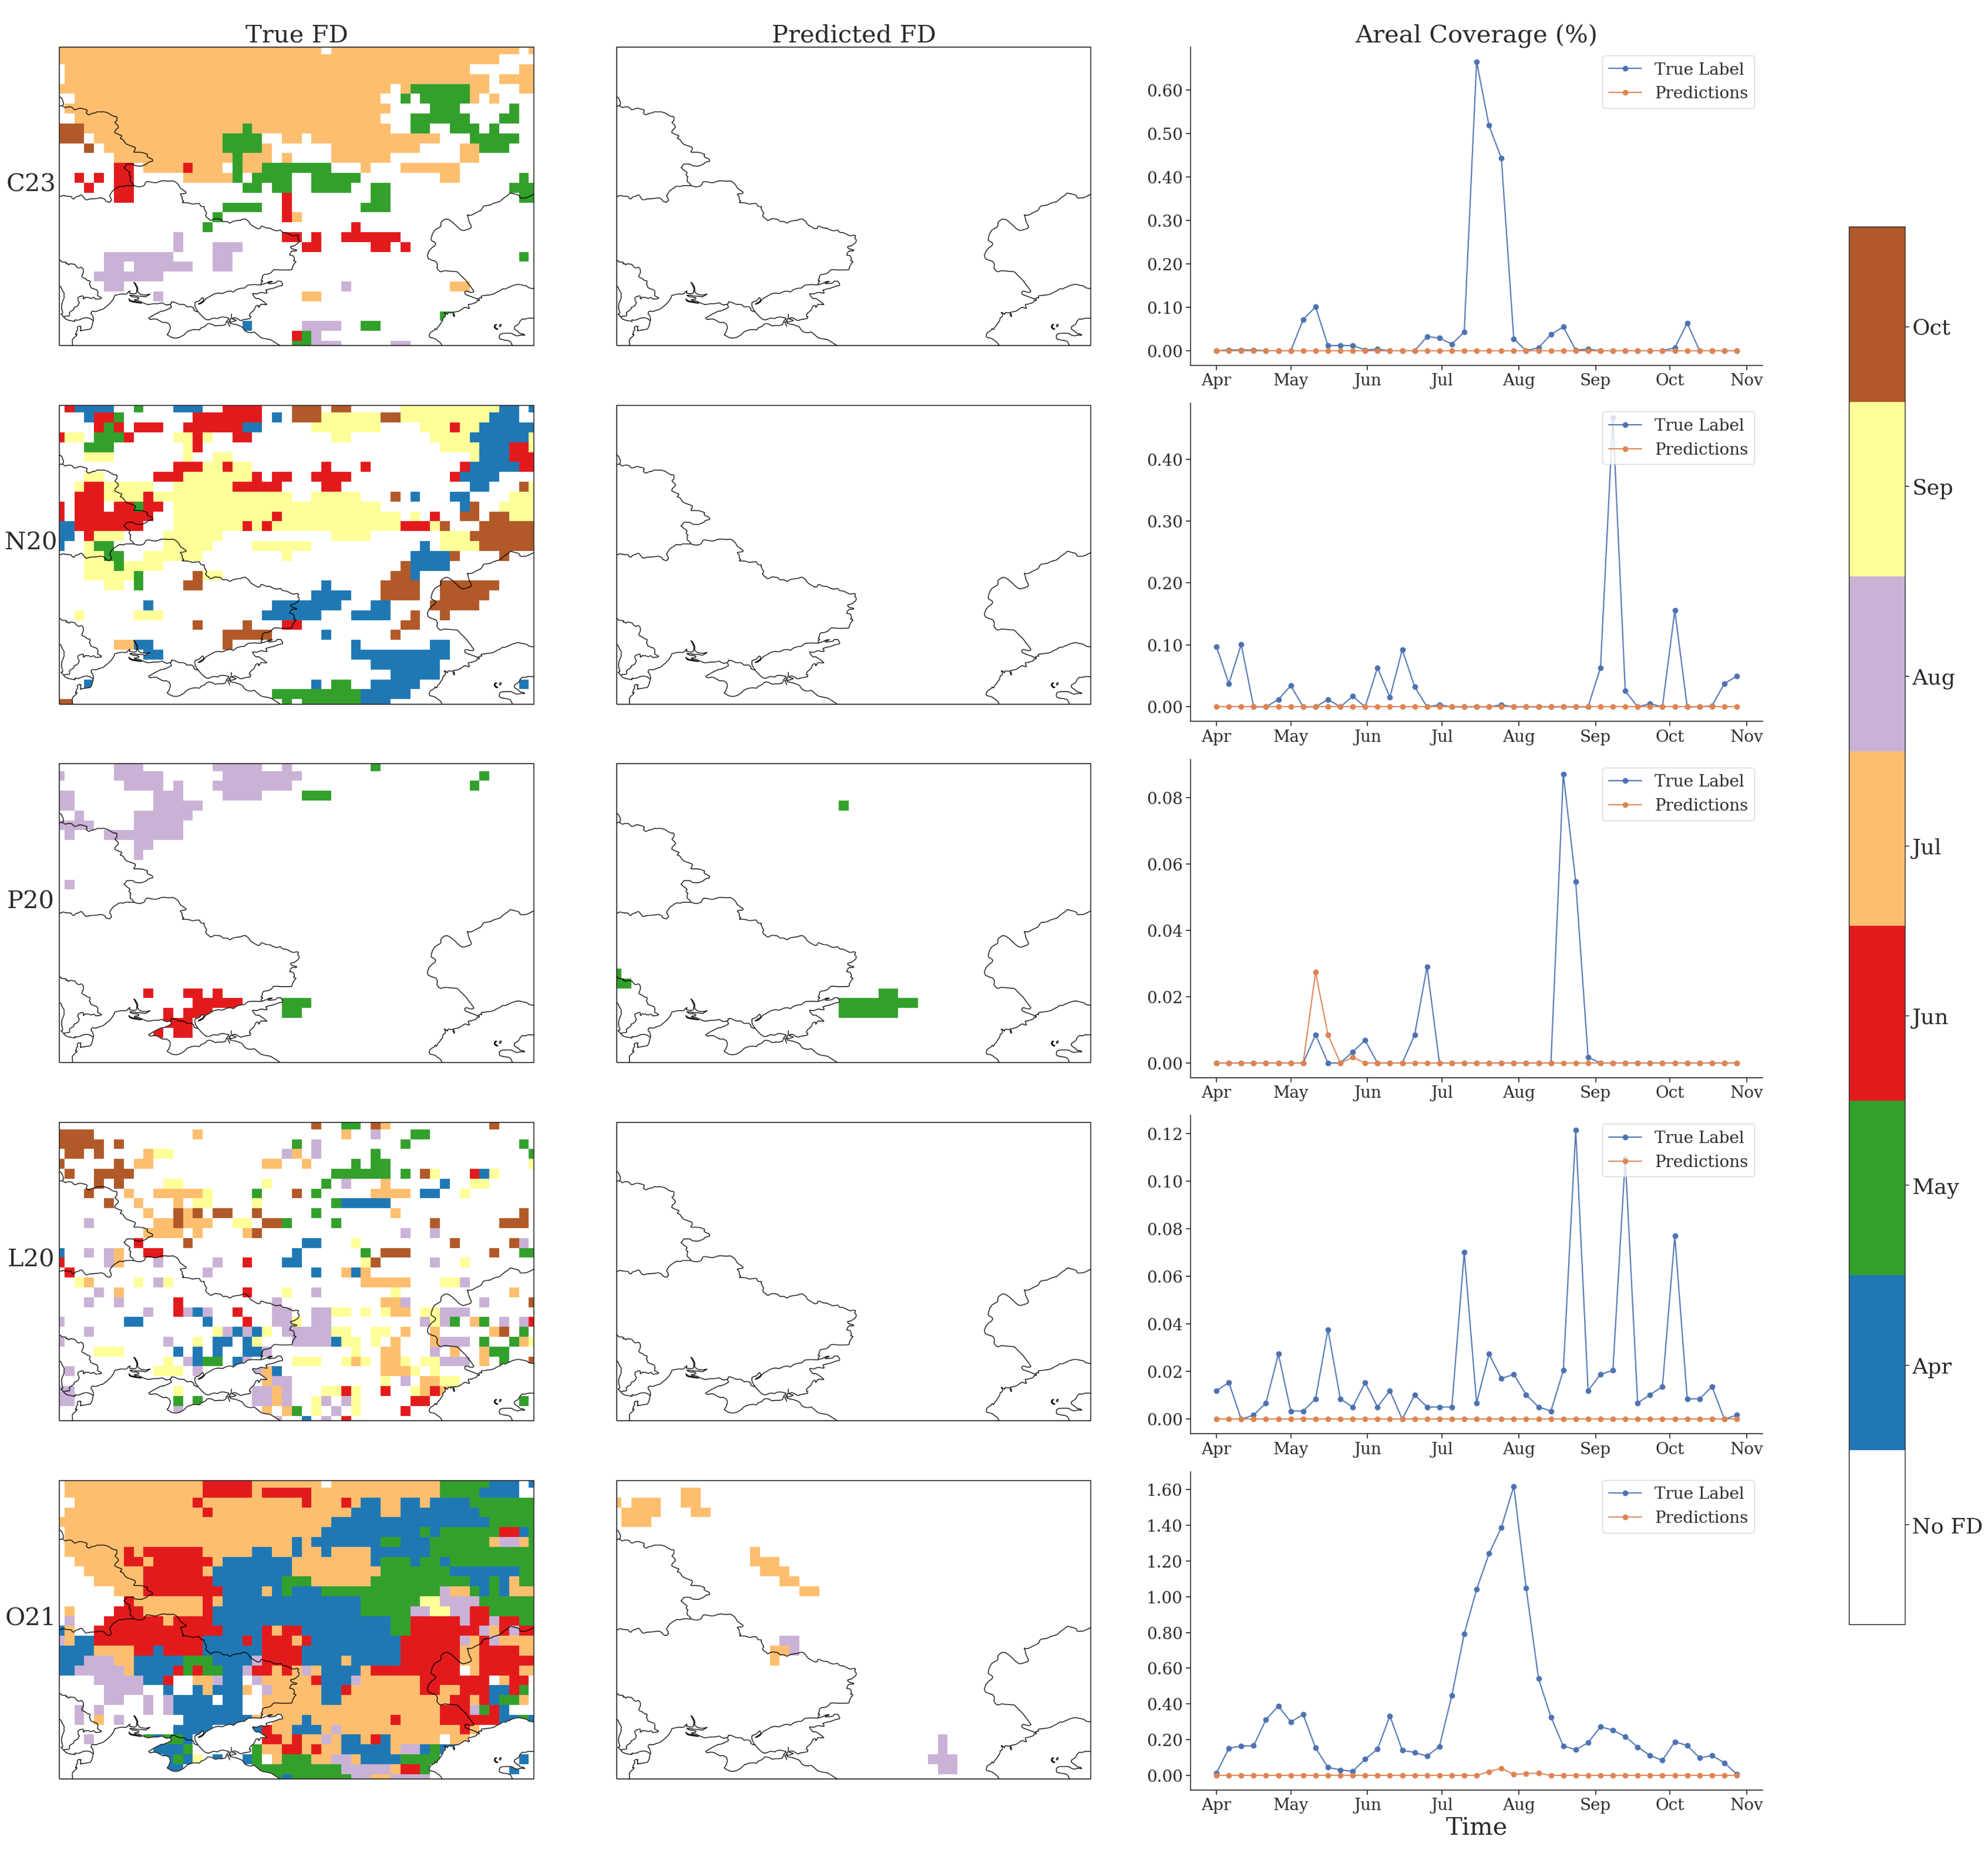 True FD
Predicted FD
Areal Coverage (%)
C23
0.60
0.50
0.40
0.30
0.20
0.10
0.00
True Label
Predictions
Apr May Jun Jul Aug Sep Oct Nov
N20
0.40
0.30
0.20
0.10
0.00
True Label
Predictions
Apr May Jun Jul Aug Sep Oct Nov
P20
0.08
0.06
0.04
0.02
0.00
True Label
Predictions
Apr May Jun Jul Aug Sep Oct Nov
L20
0.12
0.10
0.08
0.06
0.04
0.02
0.00
True Label
Predictions
Apr May Jun Jul Aug Sep Oct Nov
O21
1.60
1.40
1.20
1.00
0.80
0.60
0.40
0.20
0.00
True Label
Predictions
Apr May Jun Jul Aug Sep Oct Nov
Time
Oct
Sep
Aug
Jul
Jun
May
Apr
No FD